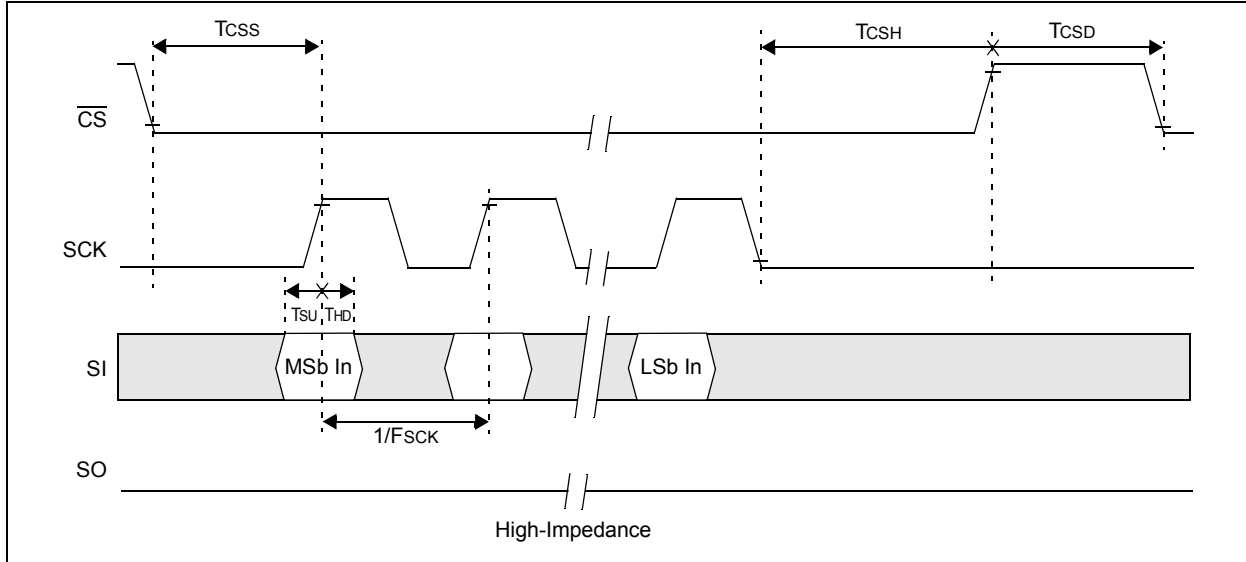 TCSS
TCSH
TCSD
CS
SCK
TSU
THD
SI
MSb In
LSb In
1/FSCK
SO
High-Impedance